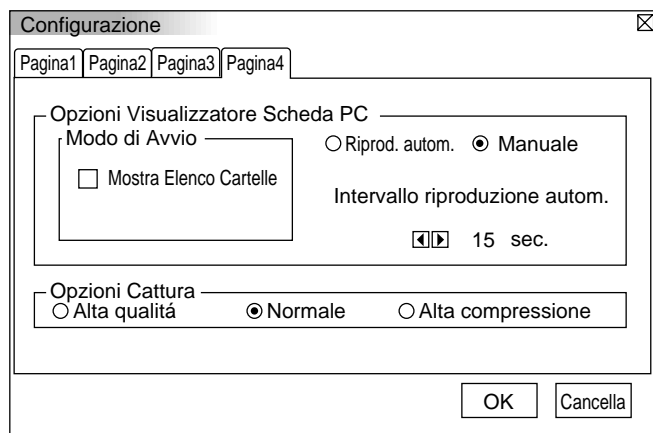 Configurazione
Pagina1 Pagina2 Pagina3 Pagina4
Opzioni Visualizzatore Scheda PC
Modo di Avvio
Riprod. autom. Manuale
Mostra Elenco Cartelle
Intervallo riproduzione autom.
15 sec.
Opzioni Cattura
Alta qualitá Normale Alta compressione
OK Cancella